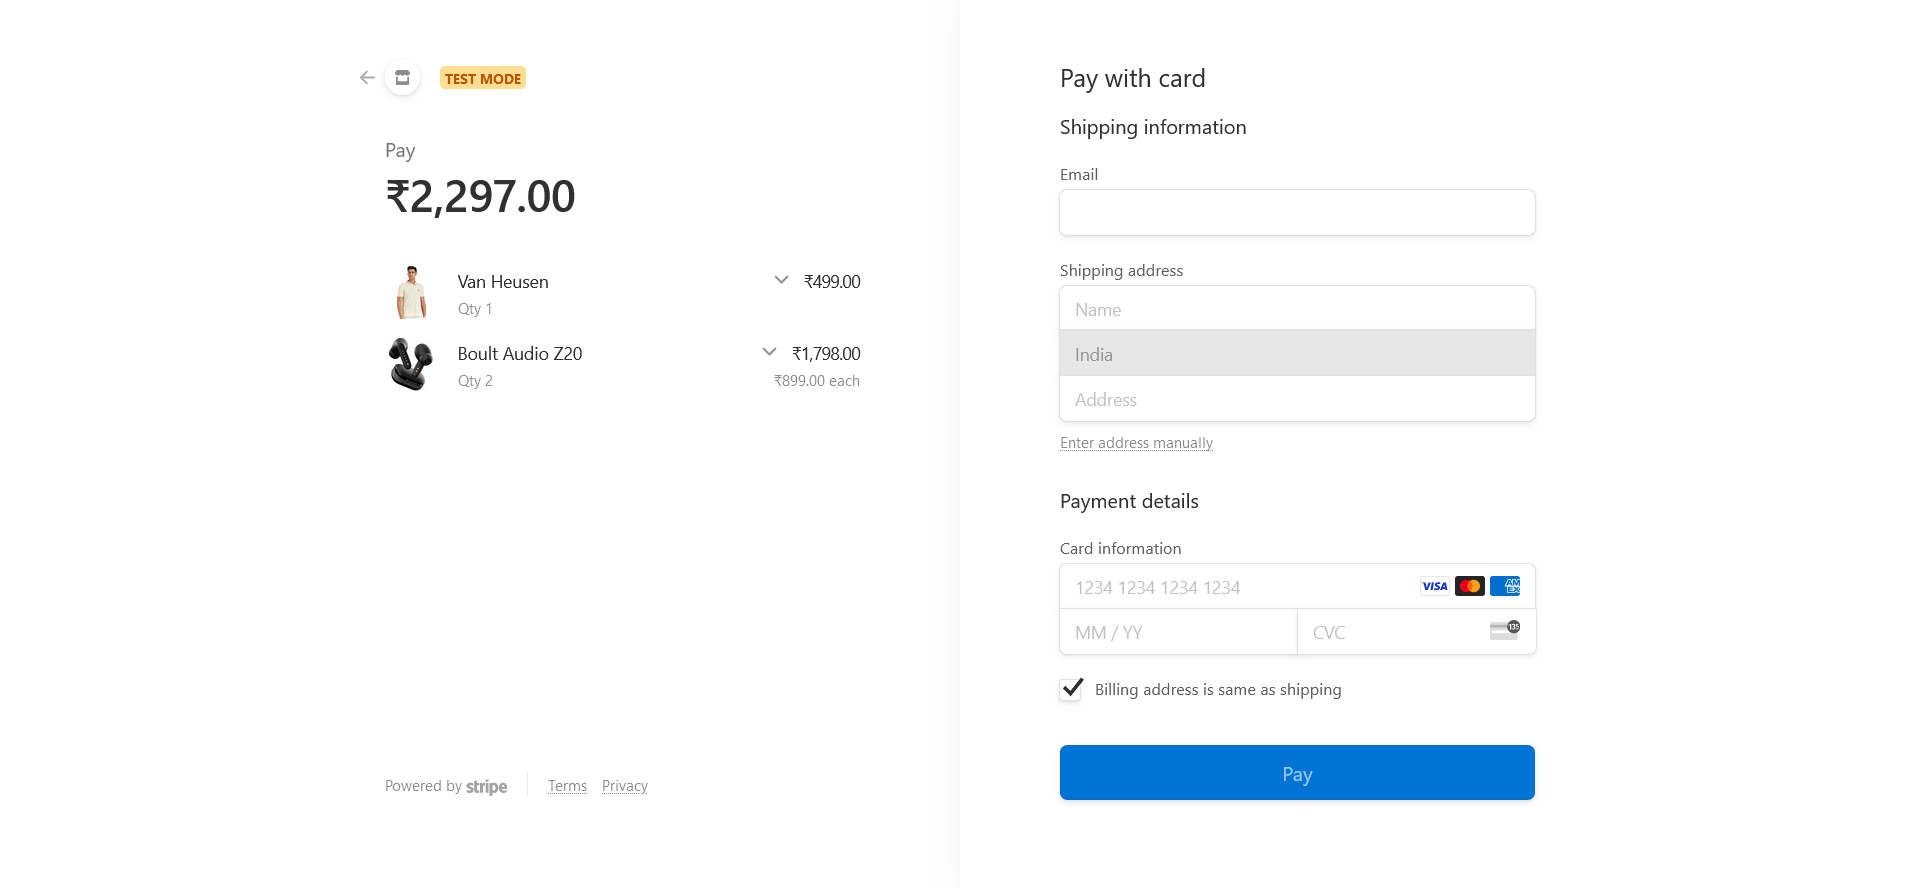 TEST MODE
Pay
₹2,297.00
Van Heusen
₹499.00
Qty 1
Boult Audio Z20
₹1,798.00
Qty 2
₹899.00 each
Powered by stripe
Terms
Privacy
Pay with card
Shipping information
Email
Shipping address
Name
India
Address
Enter address manually
Payment details
Card information
1234 1234 1234 1234
VISA
AMEX
MM / YY
CVC
135
Billing address is same as shipping
Pay